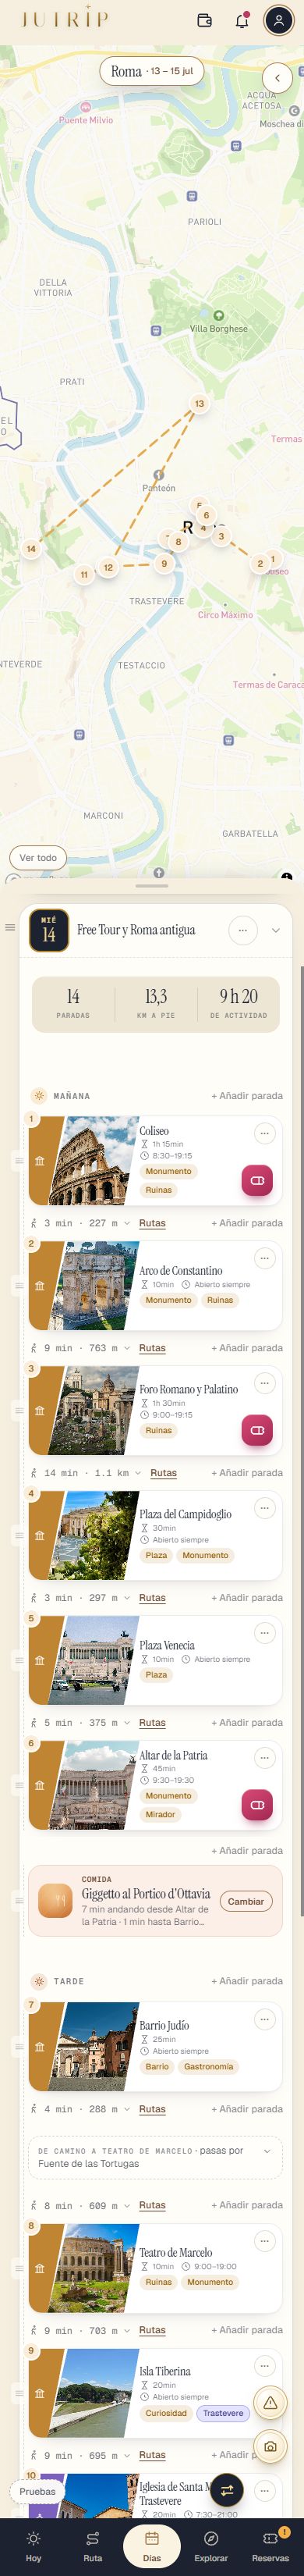 JUTRIP
Roma · 13 – 15 jul
ACQUA
ACETOSA
Moschea di
Puente Milvio
PARIOLI
DELLA
VITTORIA
Villa Borghese
PRATI
13
EL
O
Termas
Panteón
5
6
4
3
R
14
8
9
2
1
11
12
TRASTEVERE
Circo Máximo
NTEVERDE
TESTACCIO
Termas de Caraca
MARCONI
GARBATELLA
Ver todo
MIÉ
14
Free Tour y Roma antigua
14
PARADAS
13,3
KM A PIE
9 h 20
DE ACTIVIDAD
MAÑANA
+ Añadir parada
1
Coliseo
1h 15min
8:30–19:15
Monumento
Ruinas
3 min · 227 m
Rutas
+ Añadir parada
2
Arco de Constantino
10min
Abierto siempre
Monumento
Ruinas
9 min · 763 m
Rutas
+ Añadir parada
3
Foro Romano y Palatino
1h 30min
9:00–19:15
Ruinas
14 min · 1.1 km
Rutas
+ Añadir parada
4
Plaza del Campidoglio
30min
Abierto siempre
Plaza
Monumento
3 min · 297 m
Rutas
+ Añadir parada
5
Plaza Venecia
10min
Abierto siempre
Plaza
5 min · 375 m
Rutas
+ Añadir parada
6
Altar de la Patria
45min
9:30–19:30
Monumento
Mirador
+ Añadir parada
COMIDA
Giggetto al Portico d'Ottavia
7 min andando desde Altar de
la Patria · 1 min hasta Barrio...
Cambiar
TARDE
+ Añadir parada
7
Barrio Judío
25min
Abierto siempre
Barrio
Gastronomía
4 min · 288 m
Rutas
+ Añadir parada
DE CAMINO A TEATRO DE MARCELO · pasas por
Fuente de las Tortugas
8 min · 609 m
Rutas
+ Añadir parada
8
Teatro de Marcelo
10min
9:00–19:00
Ruinas
Monumento
9 min · 703 m
Rutas
+ Añadir parada
9
Isla Tiberina
20min
Abierto siempre
Curiosidad
Trastevere
9 min · 695 m
Rutas
+ Añadir
10
Iglesia de Santa M
Trastevere
20min
7:30–21:00
Pruebas
Hoy
Ruta
Días
Explorar
Reservas
1